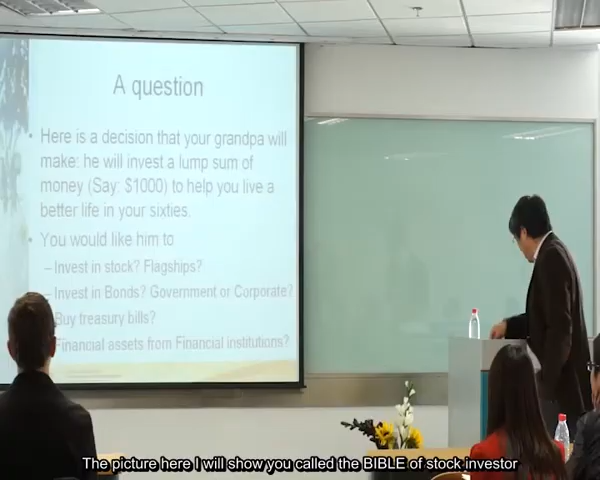 A question
• Here is a decision that your grandpa will
make: he will invest a lump sum of
money (Say: $1000) to help you live a
better life in your sixties.
• You would like him to
– Invest in stock? Flagships?
– Invest in Bonds? Government or Corporate?
Buy treasury bills?
Financial assets from Financial institutions?
The picture here I will show you called the BIBLE of stock investor